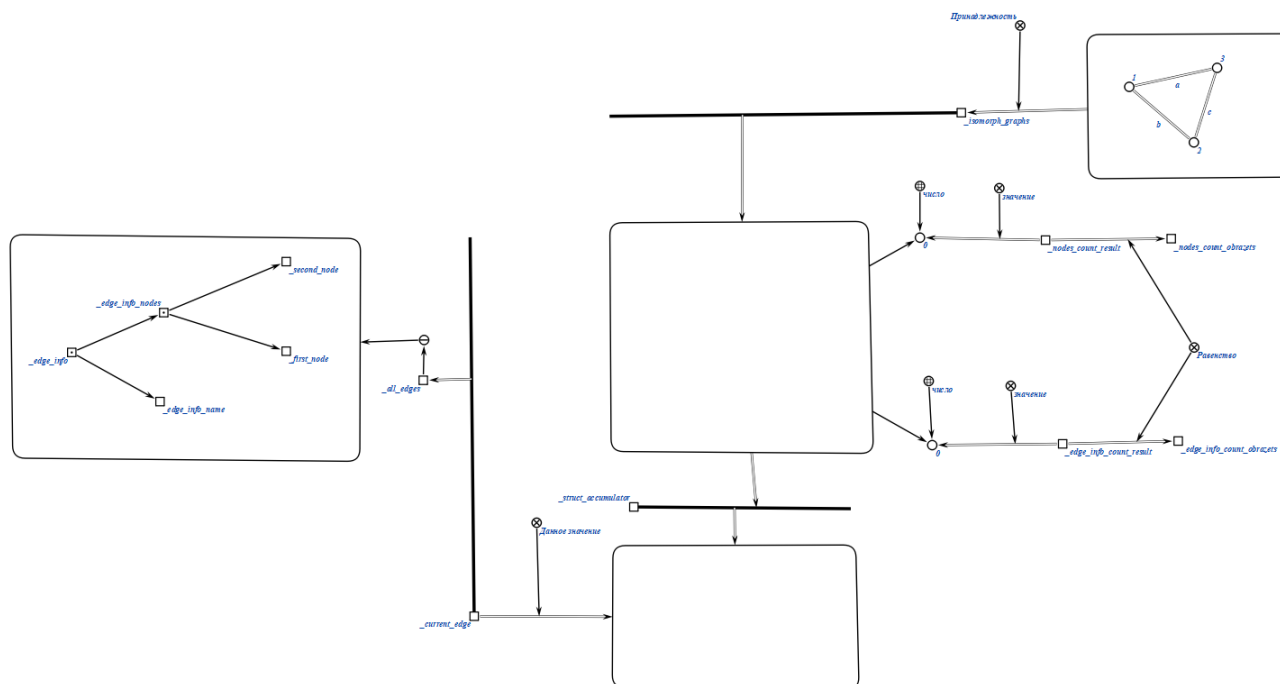 Принадлежность
3
1
a
_isomorph_graphs
b
c
2
число
значение
0
_nodes_count_result
_nodes_count_obrazets
_second_node
_edge_info_nodes
_edge_info
_first_node
_all_edges
Равенство
_edge_info_name
число
значение
0
_edge_info_count_result
_edge_info_count_obrazets
_struct_accumulator
Данное значение
_current_edge